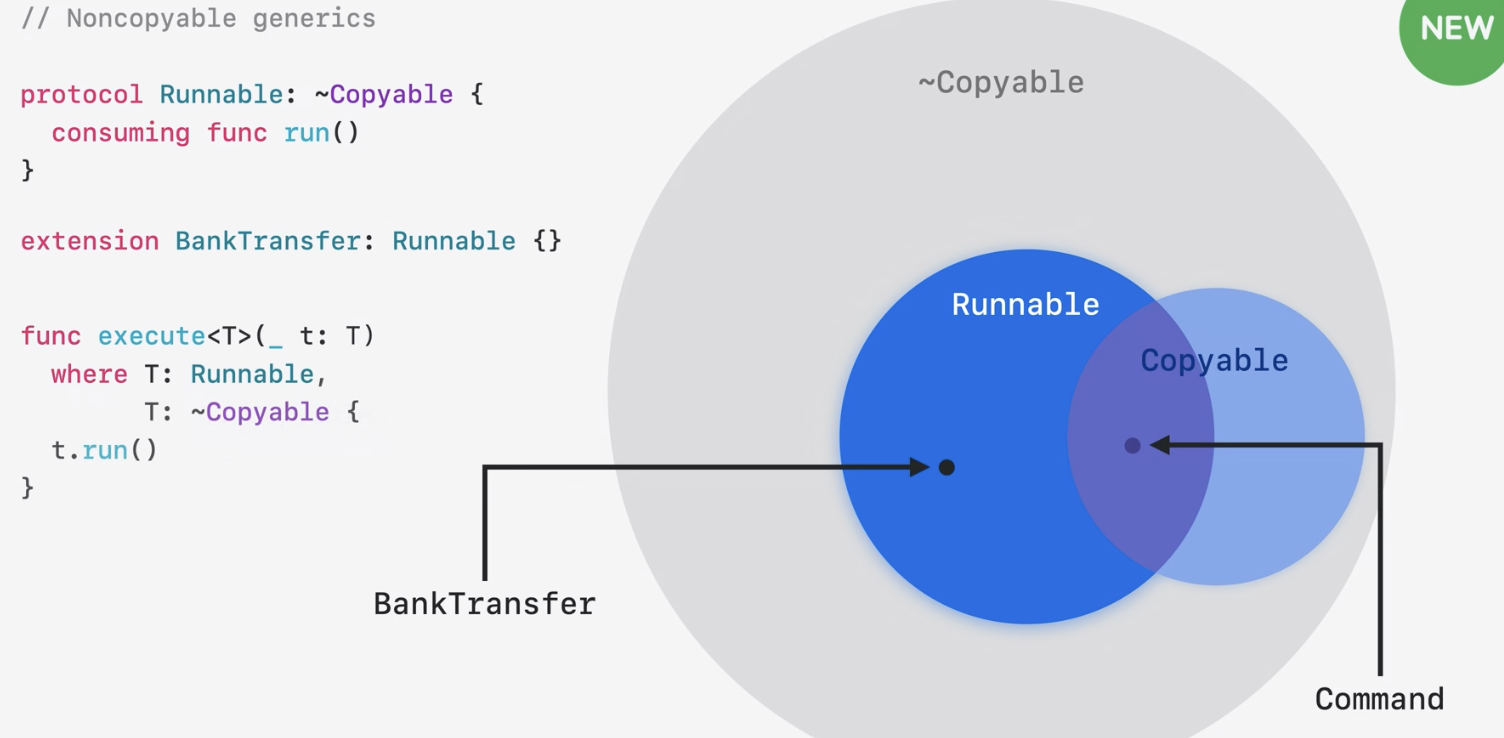 // Noncopyable generics
protocol Runnable: ~Copyable {
  consuming func run()
}
extension BankTransfer: Runnable {}
func execute<T>(_ t: T)
  where T: Runnable,
        T: ~Copyable {
  t.run()
}
NEW
~Copyable
Runnable
Copyable
BankTransfer
Command